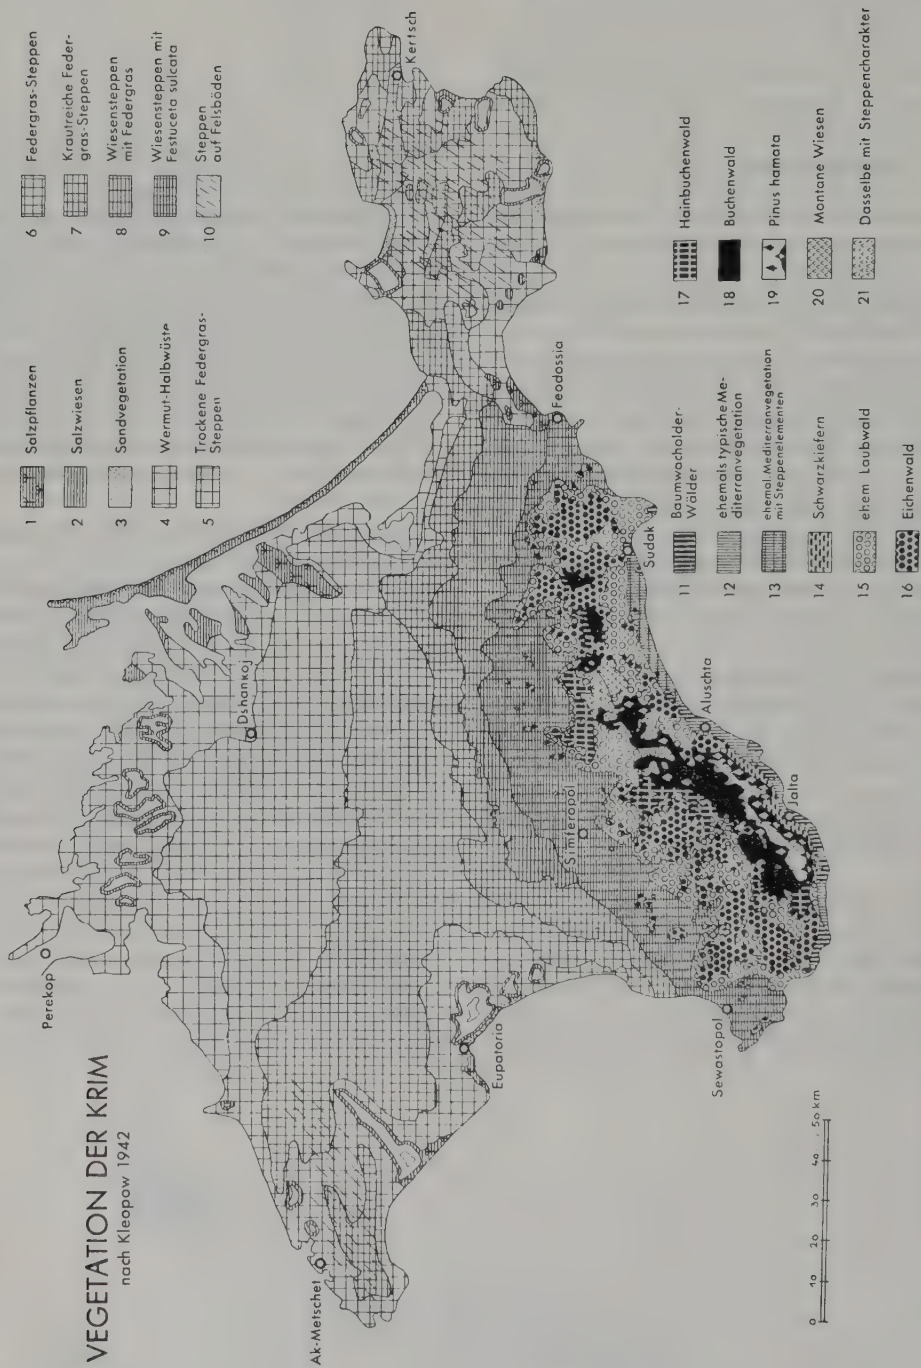 VEGETATION DER KRIM
nach Kleopow 1942
1 Salzpflanzen
2 Salzwiesen
3 Sandvegetation
4 Wermut-Halbwüste
5 Trockene Federgras-
Steppen
6 Federgras-Steppen
7 Krautreiche Feder-
gras-Steppen
8 Wiesensteppen
mit Federgras
9 Wiesensteppen mit
Festuceta sulcata
10 Steppen
auf Felsböden
Perekop
Dshankoj
Ak-Metschet
Eupatoria
Simferopol
Sewastopol
Jalta
Aluschta
Sudak
Feodossia
Kertsch
11 Baumwacholder-
Wälder
12 ehemals typische Me-
diterranvegetation
13 ehemal. Mediterranvegetation
mit Steppenelementen
14 Schwarzkiefern
15 ehem Laubwald
16 Eichenwald
17 Hainbuchenwald
18 Buchenwald
19 Pinus hamata
20 Montane Wiesen
21 Dasselbe mit Steppencharakter
0 10 20 30 40 50 km